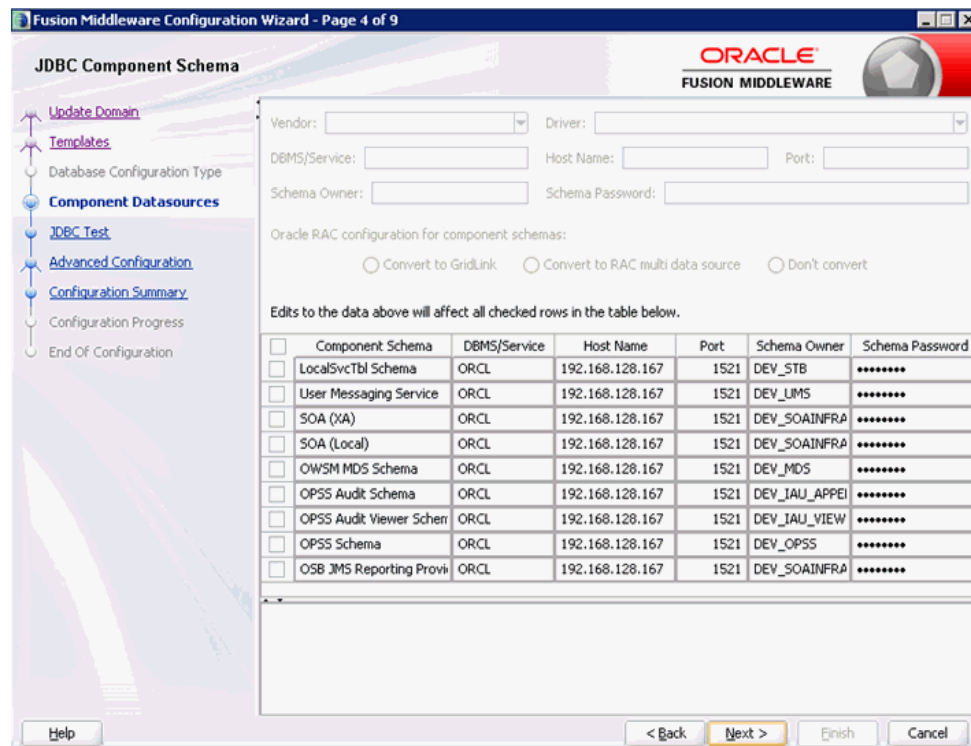 Fusion Middleware Configuration Wizard - Page 4 of 9
JDBC Component Schema
ORACLE
FUSION MIDDLEWARE
Update Domain
Templates
Database Configuration Type
Component Datasources
JDBC Test
Advanced Configuration
Configuration Summary
Configuration Progress
End Of Configuration
Vendor: Driver:
DBMS/Service: Host Name: Port:
Schema Owner: Schema Password:
Oracle RAC configuration for component schemas:
Convert to GridLink Convert to RAC multi data source Don't convert
Edits to the data above will affect all checked rows in the table below.
Component Schema DBMS/Service Host Name Port Schema Owner Schema Password
LocalSvcTbl Schema ORCL 192.168.128.167 1521 DEV_STB ••••••••
User Messaging Service ORCL 192.168.128.167 1521 DEV_UMS ••••••••
SOA (XA) ORCL 192.168.128.167 1521 DEV_SOAINFRA ••••••••
SOA (Local) ORCL 192.168.128.167 1521 DEV_SOAINFRA ••••••••
OWSM MDS Schema ORCL 192.168.128.167 1521 DEV_MDS ••••••••
OPSS Audit Schema ORCL 192.168.128.167 1521 DEV_IAU_APPEI ••••••••
OPSS Audit Viewer Schem ORCL 192.168.128.167 1521 DEV_IAU_VIEW ••••••••
OPSS Schema ORCL 192.168.128.167 1521 DEV_OPSS ••••••••
OSB JMS Reporting Provi ORCL 192.168.128.167 1521 DEV_SOAINFRA ••••••••
Help < Back Next > Finish Cancel